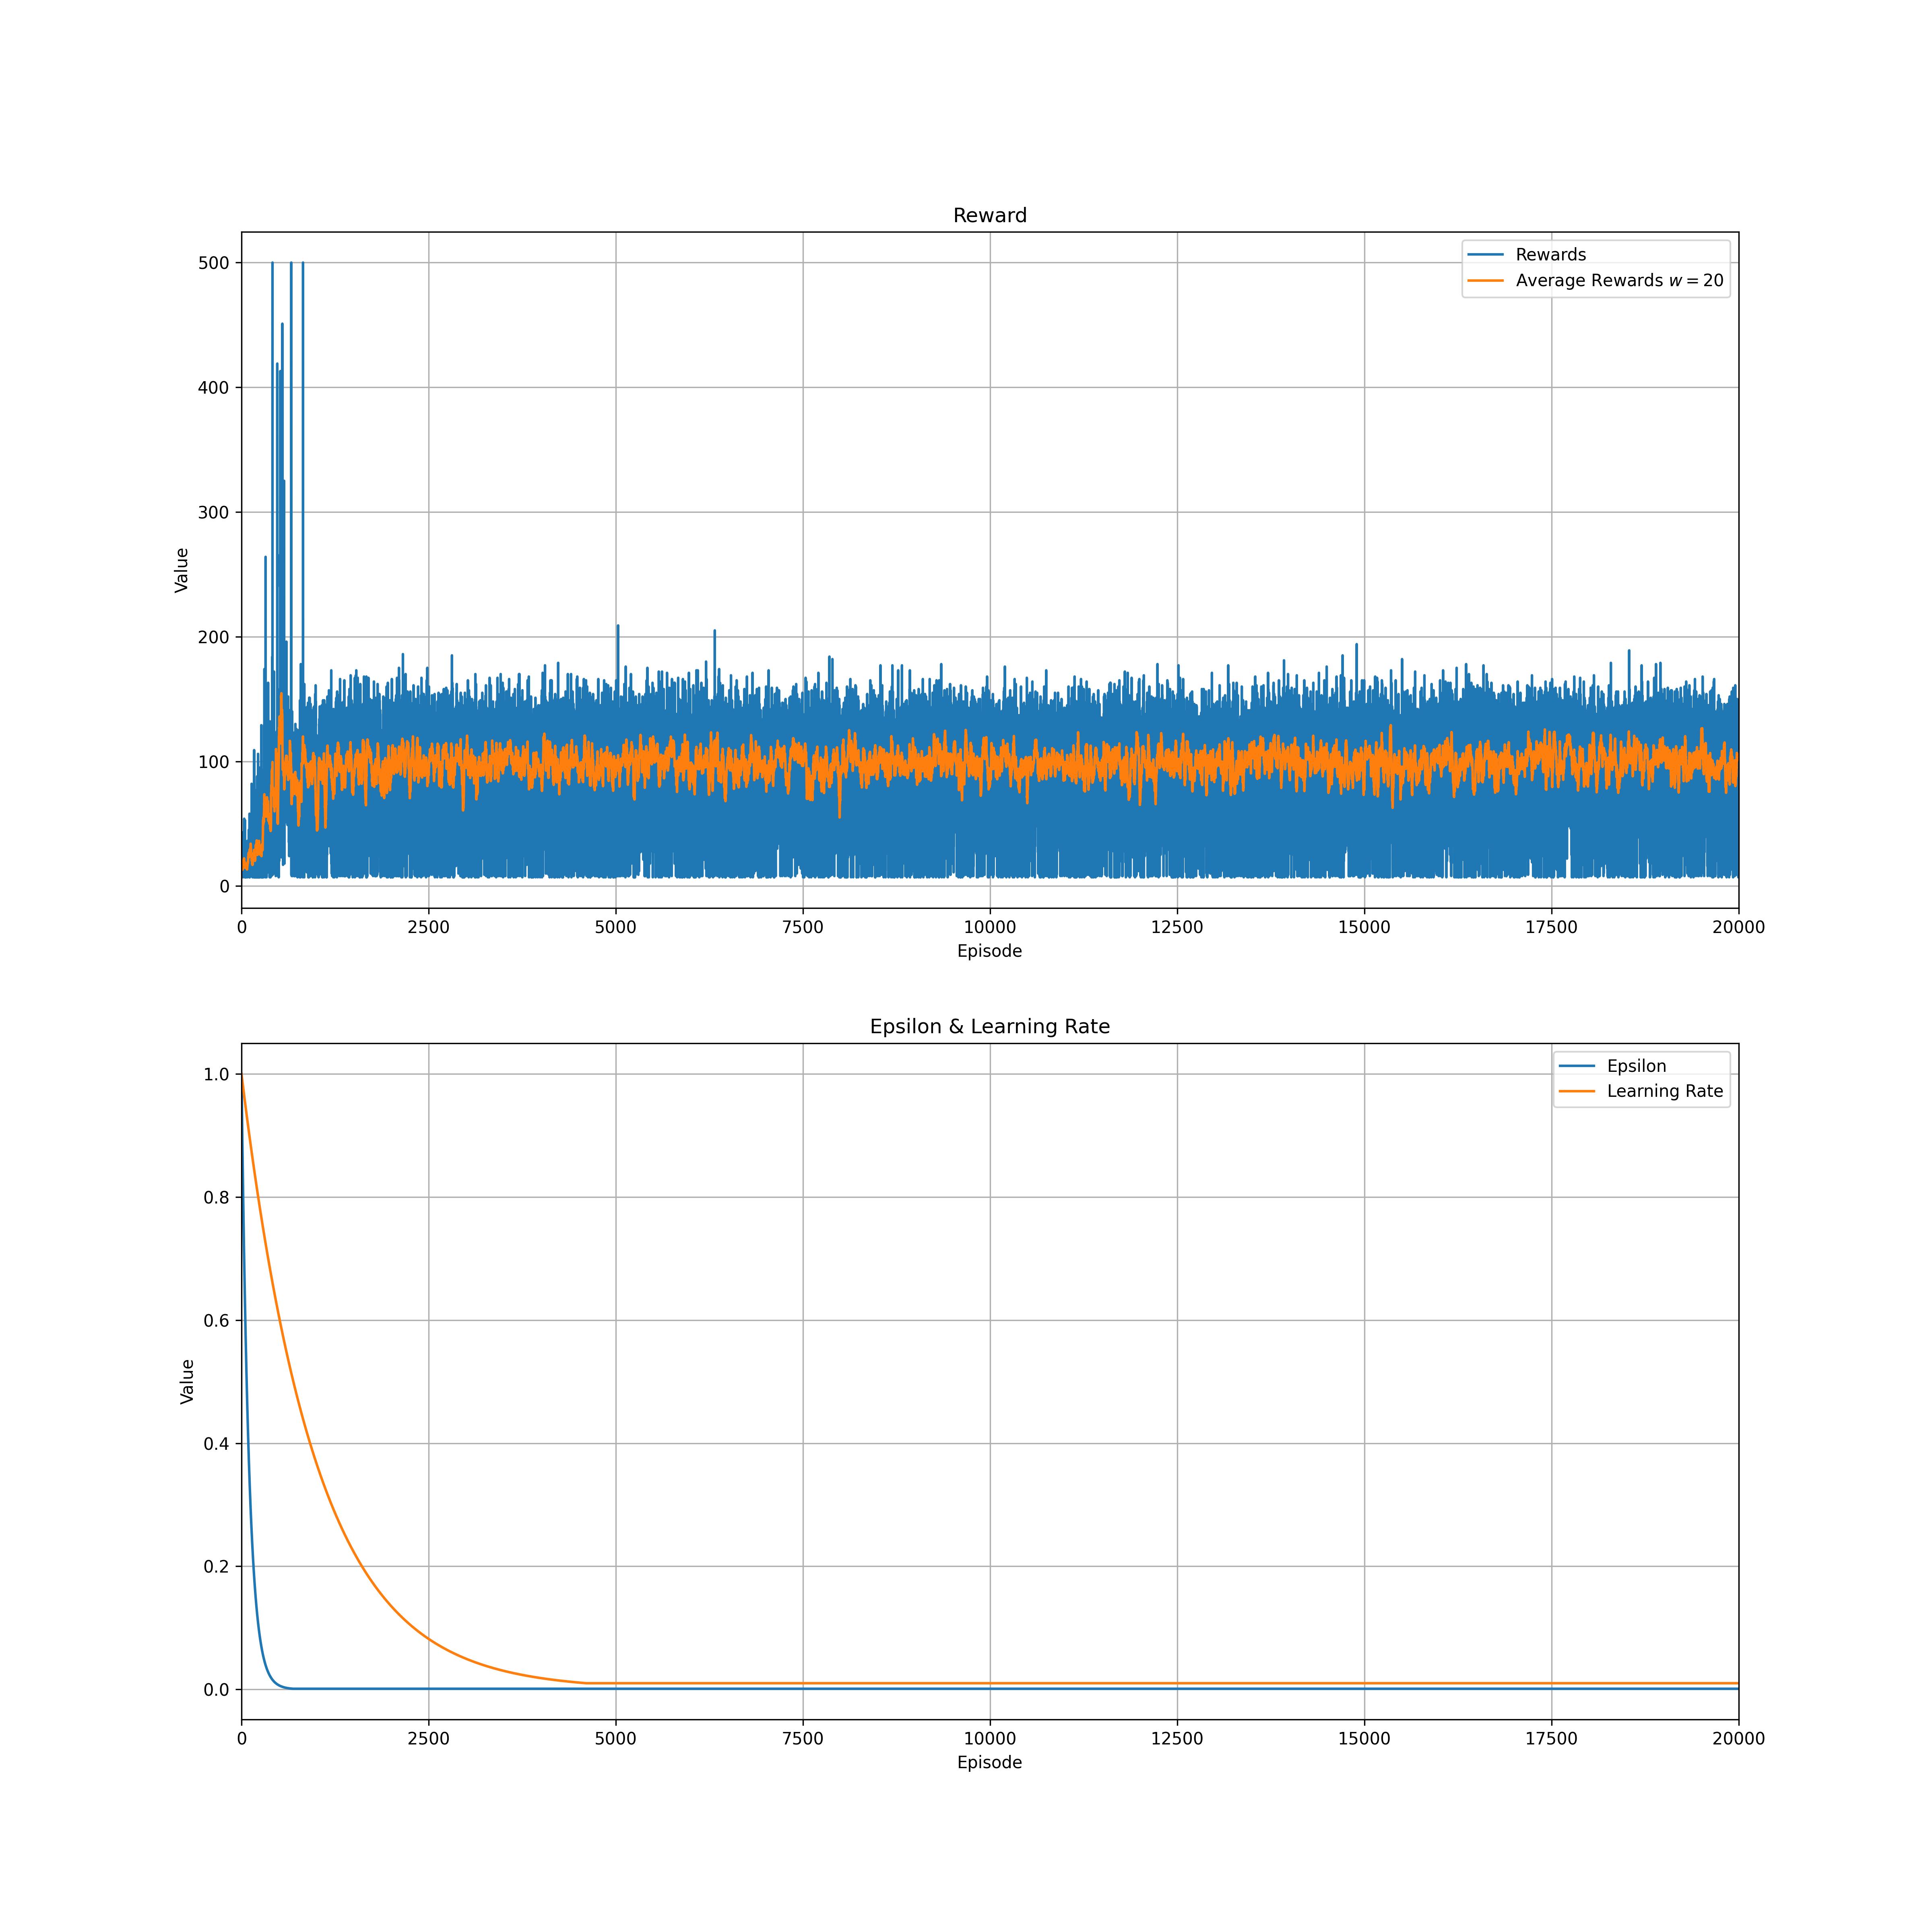 Reward
Rewards
Average Rewards w = 20
500
400
300
200
100
0
Value
0 2500 5000 7500 10000 12500 15000 17500 20000
Episode
Epsilon & Learning Rate
Epsilon
Learning Rate
1.0
0.8
0.6
0.4
0.2
0.0
Value
0 2500 5000 7500 10000 12500 15000 17500 20000
Episode